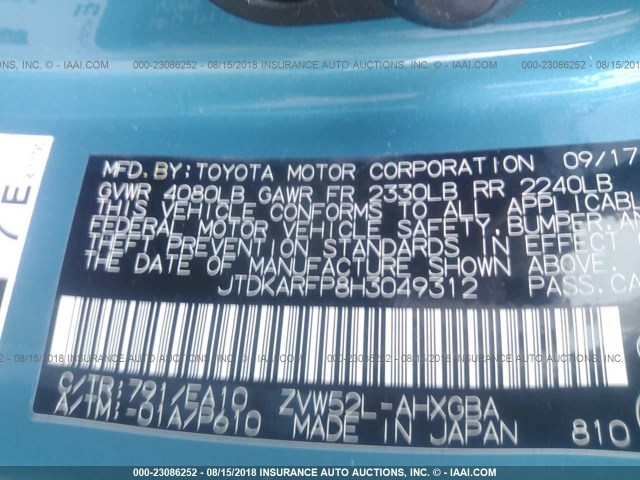 000-23086252 - 08/15/2018 - INSURANCE AUTO AUCTIONS, INC. - © IAAI.COM
MFD. BY: TOYOTA MOTOR CORPORATION 09/17
GVWR 4080LB GAWR FR 2330LB RR 2240LB
THIS VEHICLE CONFORMS TO ALL APPLICABL
FEDERAL MOTOR VEHICLE SAFETY, BUMPER, AN
THEFT PREVENTION STANDARDS IN EFFECT
THE DATE OF MANUFACTURE SHOWN ABOVE.
JTDKARFP8H3049312 PASS. CA
C/TR: 791/EA10 ZVW52L-AHXGBA
A/TM: -01A/P610 MADE IN JAPAN 810
7E
000-23086252 - 08/15/2018 - INSURANCE AUTO AUCTIONS, INC. - © IAAI.COM
000-23086252 - 08/15/2018 - INSURANCE AUTO AUCTIONS, INC. - © IAAI.COM